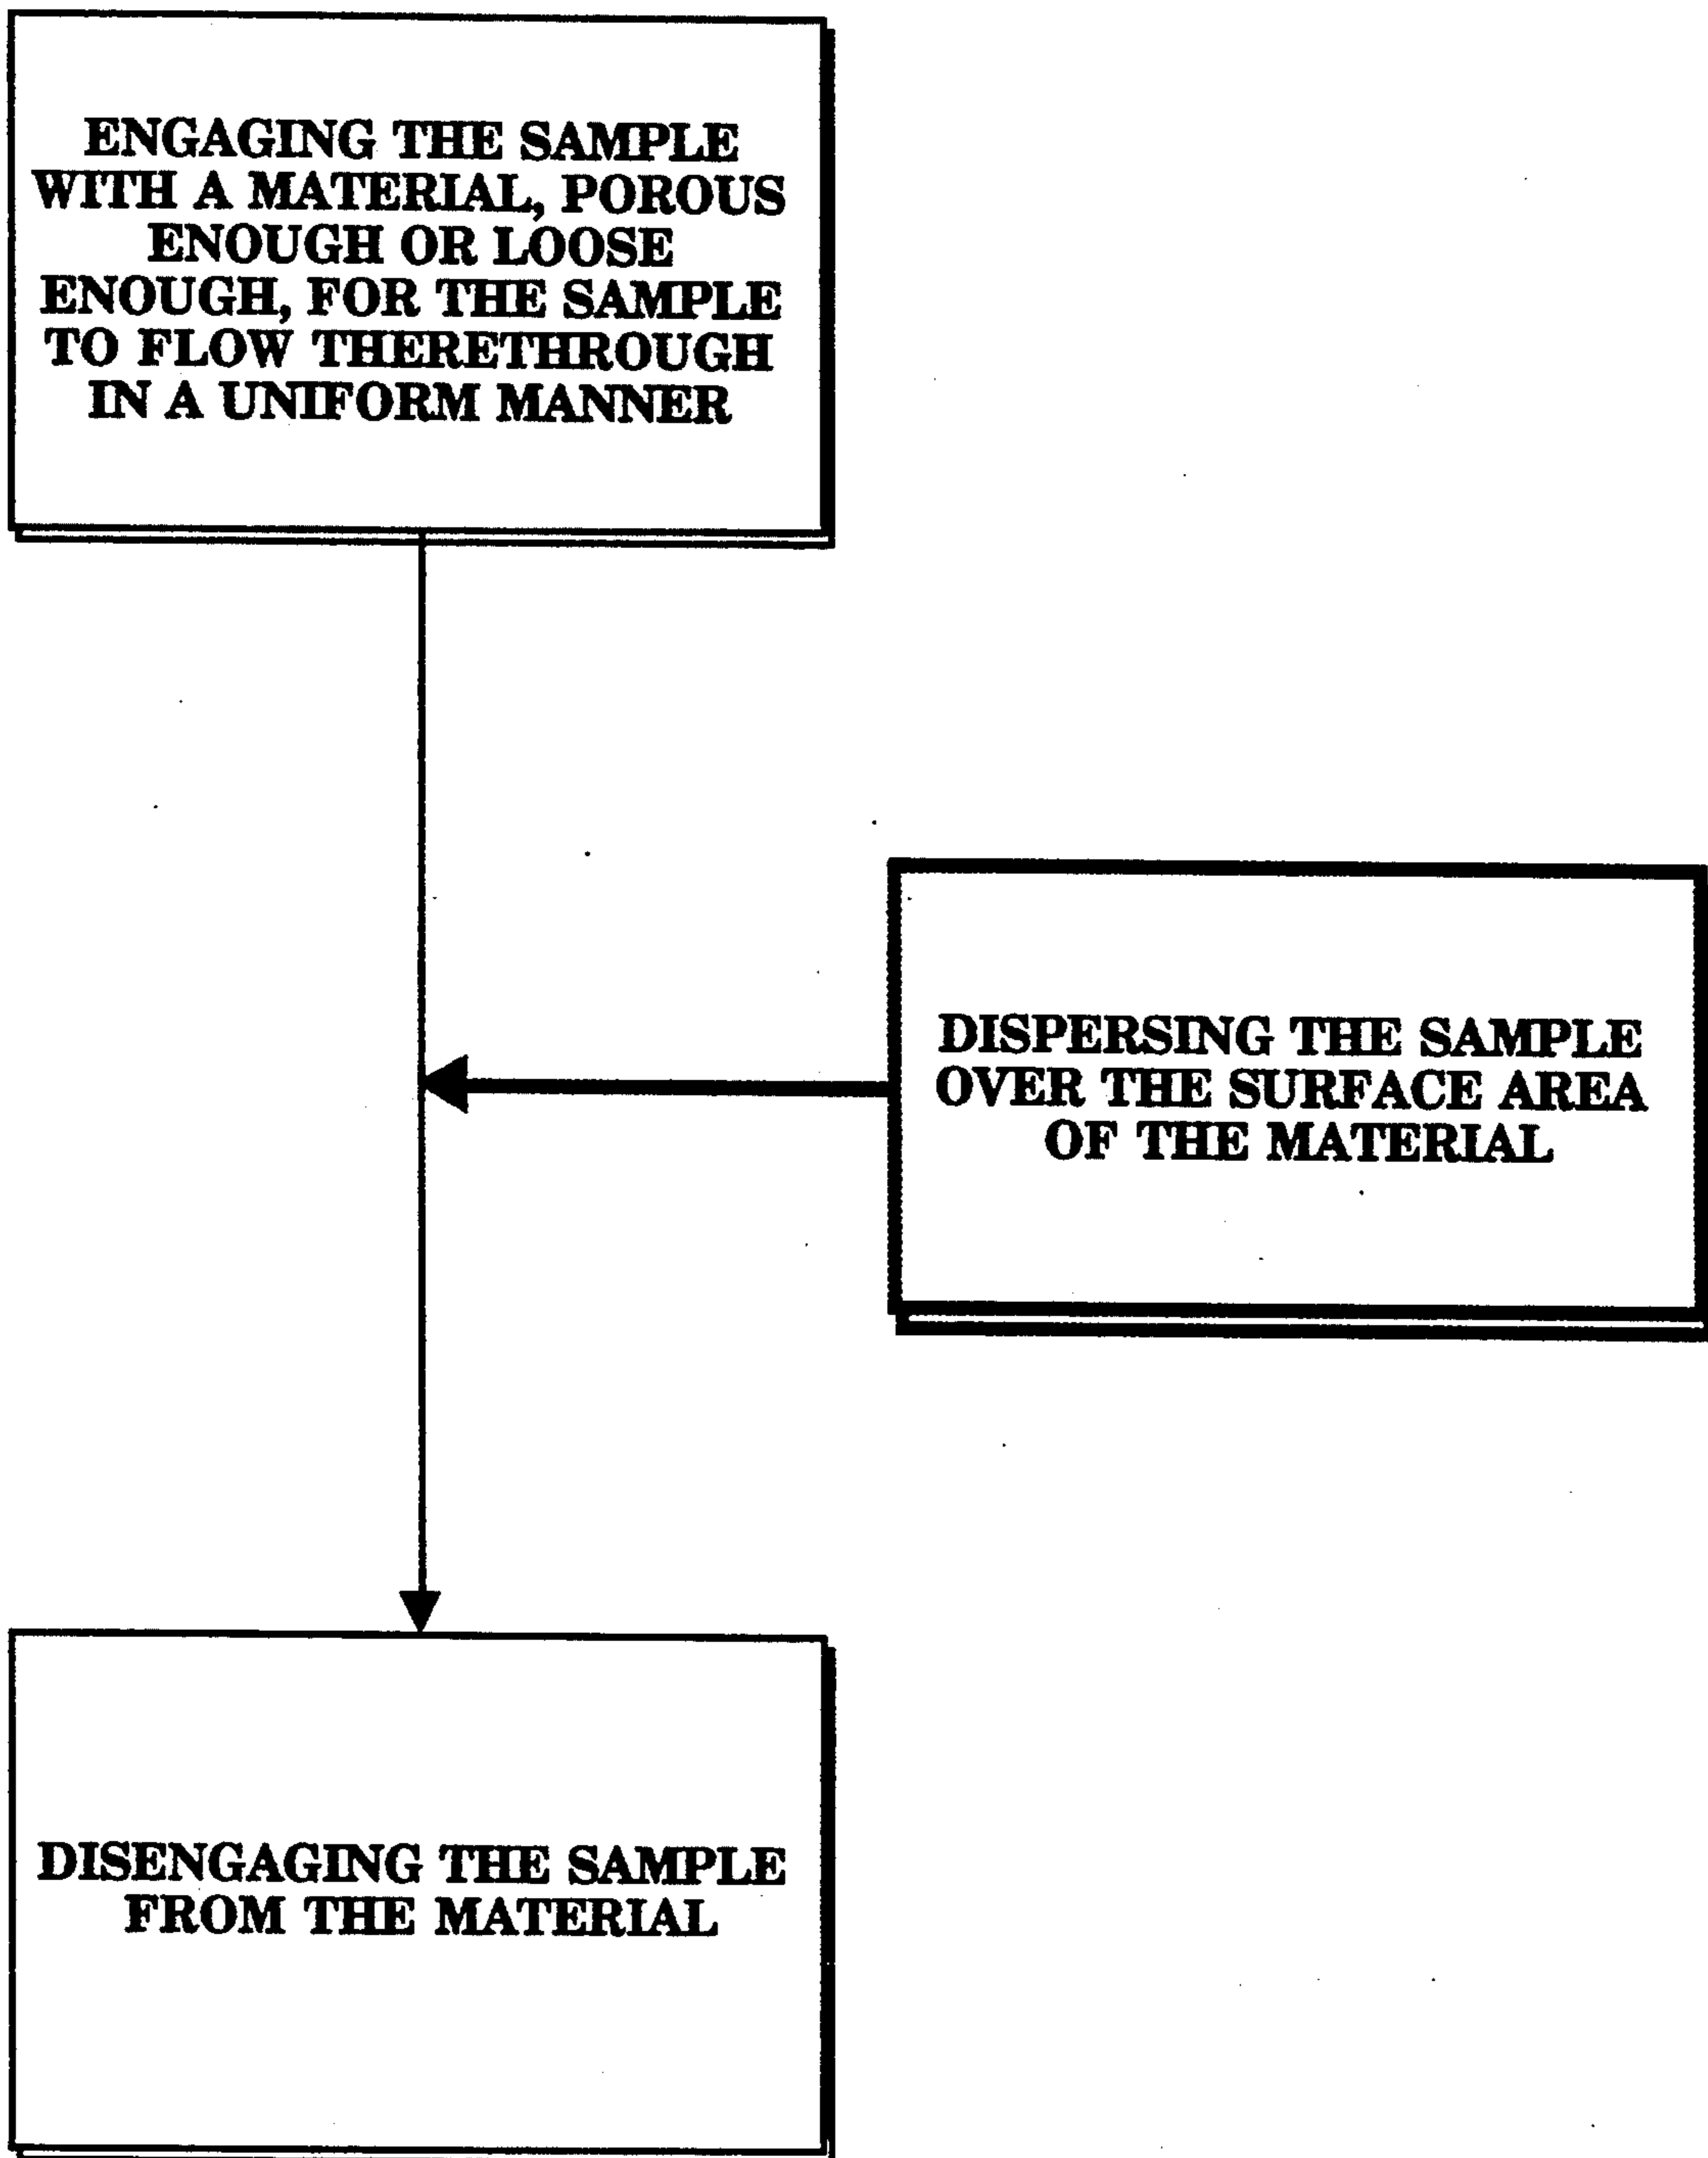 ENGAGING THE SAMPLE
WITH A MATERIAL, POROUS
ENOUGH OR LOOSE
ENOUGH, FOR THE SAMPLE
TO FLOW THERETHROUGH
IN A UNIFORM MANNER
DISPERSING THE SAMPLE
OVER THE SURFACE AREA
OF THE MATERIAL
DISENGAGING THE SAMPLE
FROM THE MATERIAL